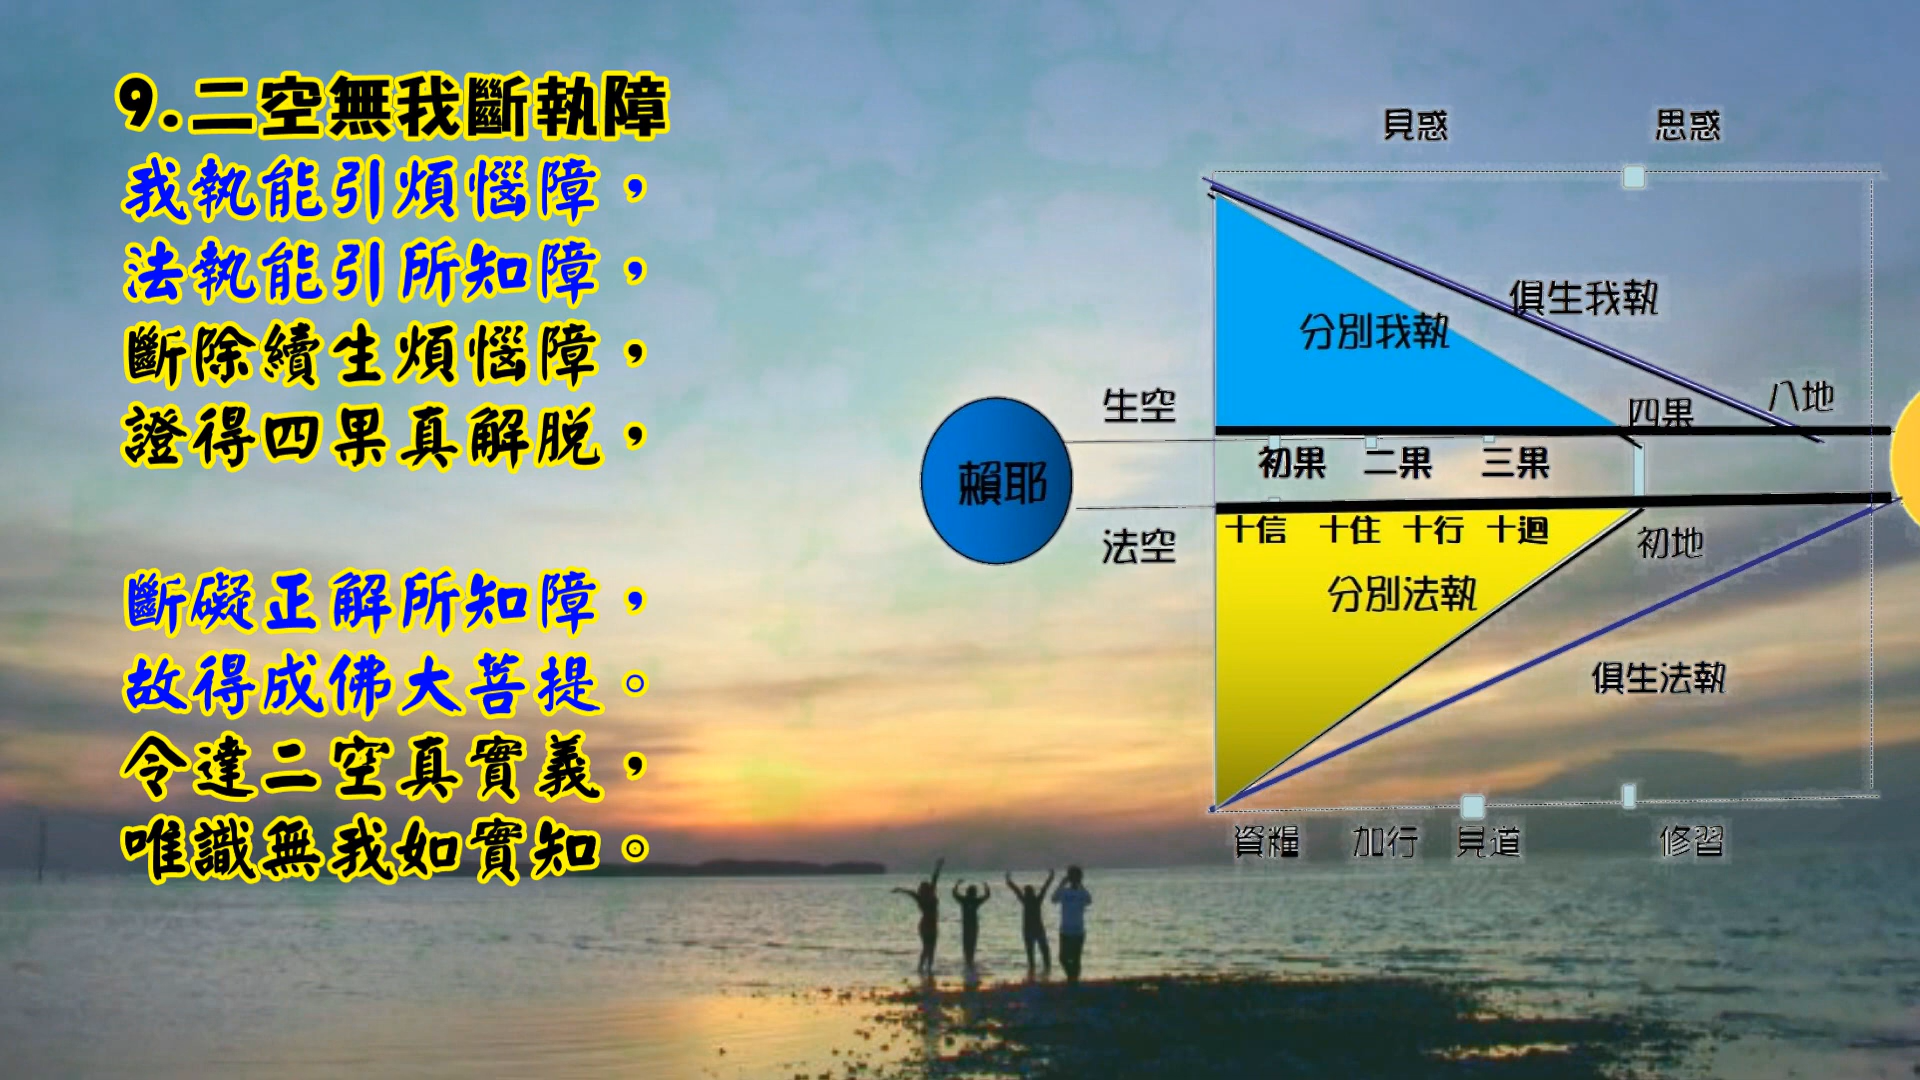 9.二空無我斷執障
我執能引煩惱障，
法執能引所知障，
斷除續生煩惱障，
證得四果真解脫，
斷礙正解所知障，
故得成佛大菩提。
令達二空真實義，
唯識無我如實知。
見惑 思惑
俱生我執
分別我執
生空 四果 八地
賴耶
初果 二果 三果
法空
十信 十住 十行 十迴
初地
分別法執
俱生法執
資糧 加行 見道 修習